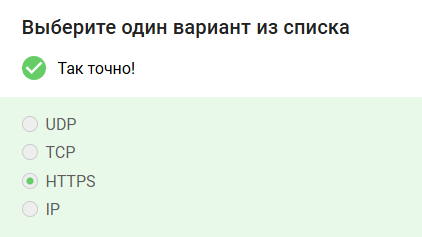 Выберите один вариант из списка
Так точно!
UDP
TCP
HTTPS
IP